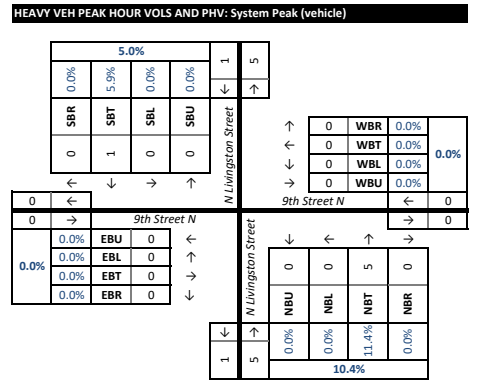 HEAVY VEH PEAK HOUR VOLS AND PHV: System Peak (vehicle)
5.0%
1
5
0.0%
5.9%
0.0%
0.0%
↓
↑
SBR
SBT
SBL
SBU
0
1
0
0
N Livingston Street
← ↓ → ↑
↑ 0 WBR 0.0%
← 0 WBT 0.0%
↓ 0 WBL 0.0%
→ 0 WBU 0.0%
0.0%
0 ←
9th Street N
← 0
0 →
9th Street N
→ 0
0.0%
0.0% EBU 0 ←
0.0% EBL 0 ↑
0.0% EBT 0 →
0.0% EBR 0 ↓
N Livingston Street
↓ ← ↑ →
0
0
5
0
NBU
NBL
NBT
NBR
↓
↑
0.0%
0.0%
11.4%
0.0%
1
5
10.4%